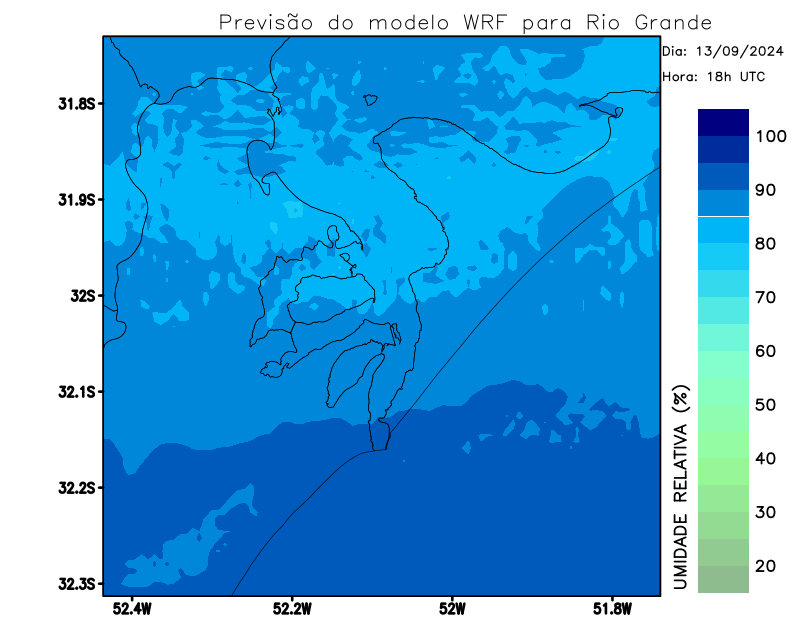 Previsão do modelo WRF para Rio Grande
Dia: 13/09/2024
Hora: 18h UTC
31.8S
31.9S
32S
32.1S
32.2S
32.3S
52.4W
52.2W
52W
51.8W
UMIDADE RELATIVA (%)
100
90
80
70
60
50
40
30
20